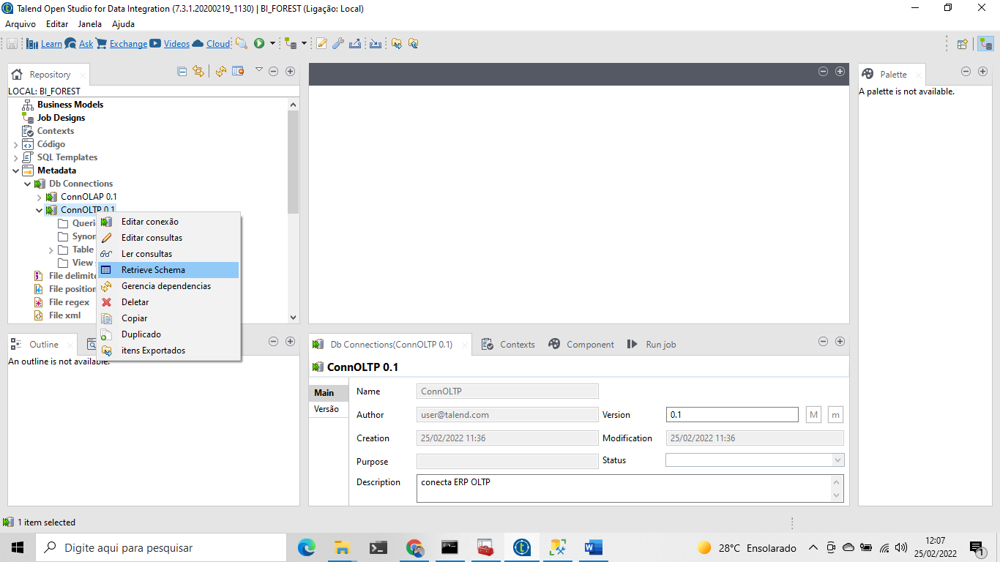 Talend Open Studio for Data Integration (7.3.1.20200219_1130) | BI_FOREST (Ligação: Local)
Arquivo Editar Janela Ajuda
Learn Ask Exchange Videos Cloud
Repository
LOCAL: BI_FOREST
Business Models
Job Designs
Contexts
Código
SQL Templates
Metadata
Db Connections
ConnOLAP 0.1
ConnOLTP 0.1
Queri
Synon
Table
View
File delimite
File position
File regex
File xml
Editar conexão
Editar consultas
Ler consultas
Retrieve Schema
Gerencia dependencias
Deletar
Copiar
Duplicado
itens Exportados
Outline
An outline is not available.
Palette
A palette is not available.
Db Connections(ConnOLTP 0.1) Contexts Component Run job
ConnOLTP 0.1
Main
Versão
Name ConnOLTP
Author user@talend.com Version 0.1 M m
Creation 25/02/2022 11:36 Modification 25/02/2022 11:36
Purpose Status
Description conecta ERP OLTP
1 item selected
Digite aqui para pesquisar
28°C Ensolarado
12:07
25/02/2022
1